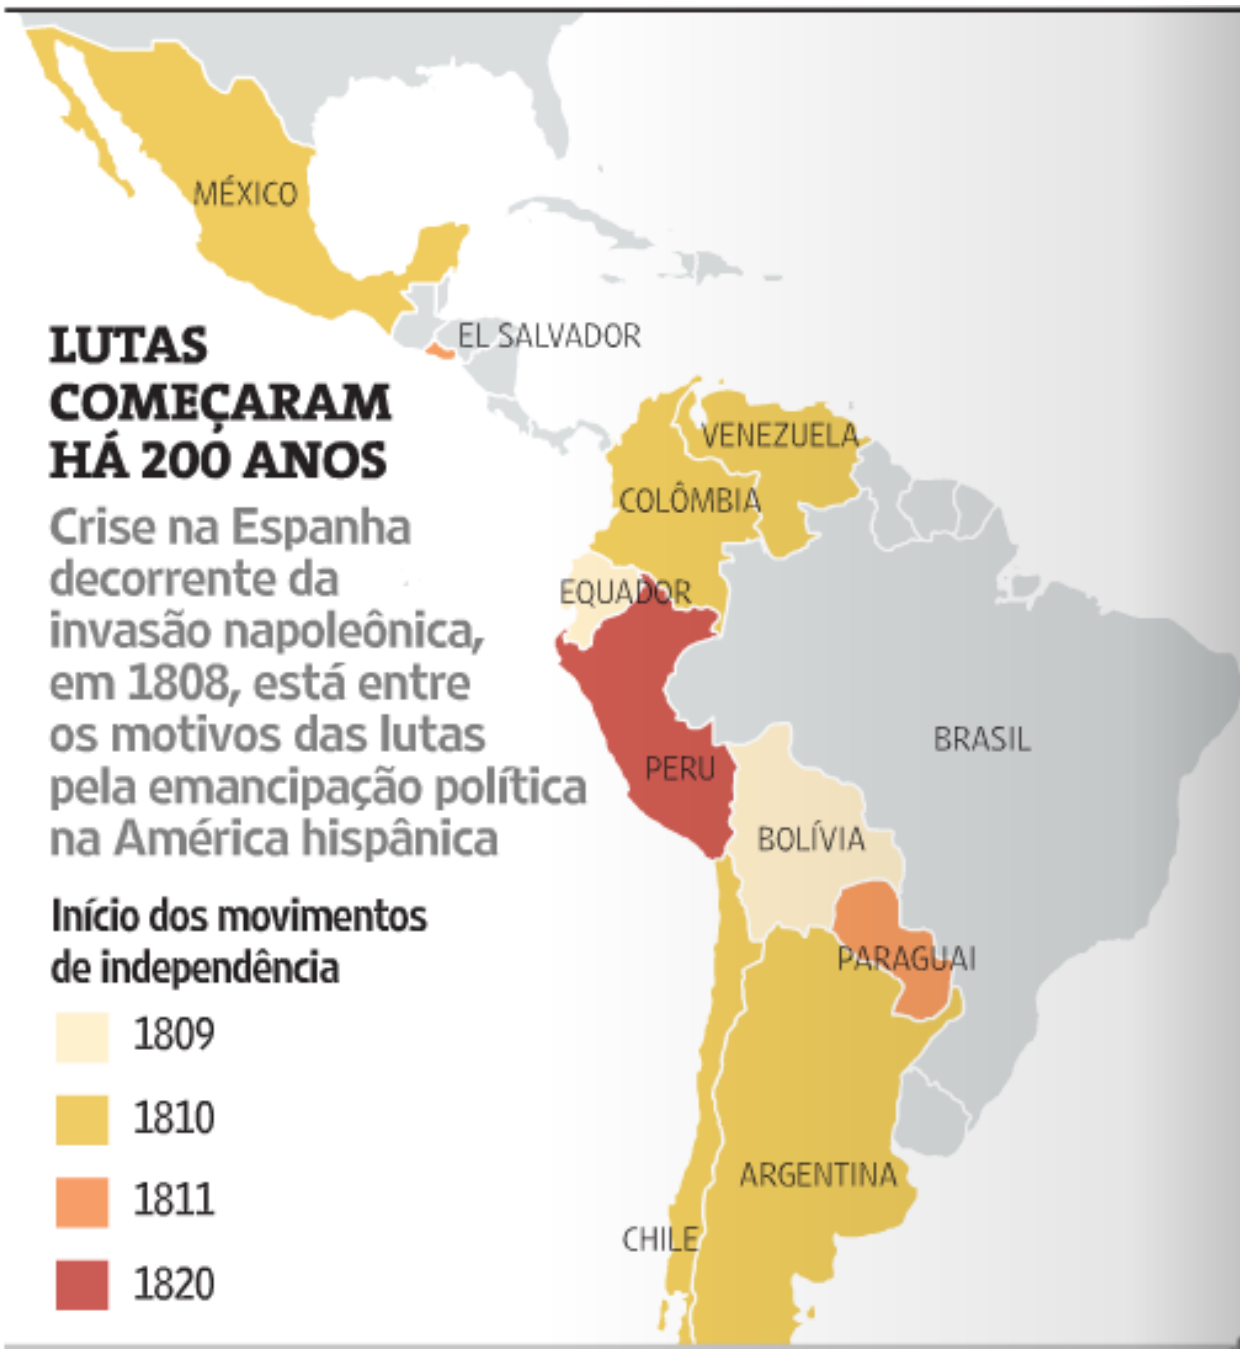 MÉXICO
EL SALVADOR
LUTAS
COMEÇARAM
HÁ 200 ANOS
Crise na Espanha
decorrente da
invasão napoleônica,
em 1808, está entre
os motivos das lutas
pela emancipação política
na América hispânica
VENEZUELA
COLÔMBIA
EQUADOR
PERU
BRASIL
BOLÍVIA
PARAGUAI
ARGENTINA
CHILE
Início dos movimentos
de independência
1809
1810
1811
1820